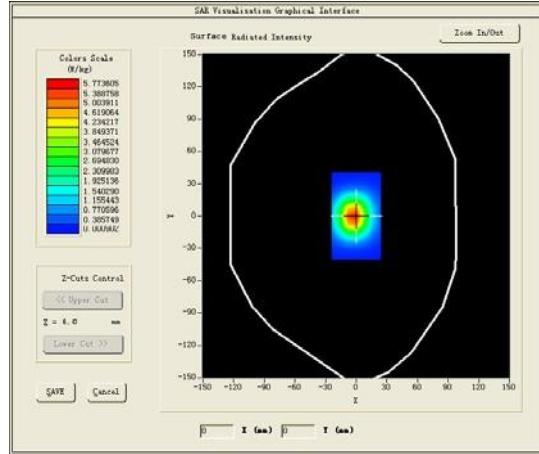 SAR Visualisation Graphical Interface
Surface Radiated Intensity
Zoom In/Out
Colors Scale
(W/kg)
5.773605
5.388758
5.003911
4.619064
4.234217
3.849371
3.464524
3.079677
2.694830
2.309983
1.925136
1.540290
1.155443
0.770596
0.385749
0.000902
150
120
90
60
30
0
-30
-60
-90
-120
-150
Y
-150 -120 -90 -60 -30 0 30 60 90 120 150
X
Z-Cuts Control
<< Upper Cut
Z = 4.0 mm
Lower Cut >>
SAVE Cancel
0 X (mm) 0 Y (mm)